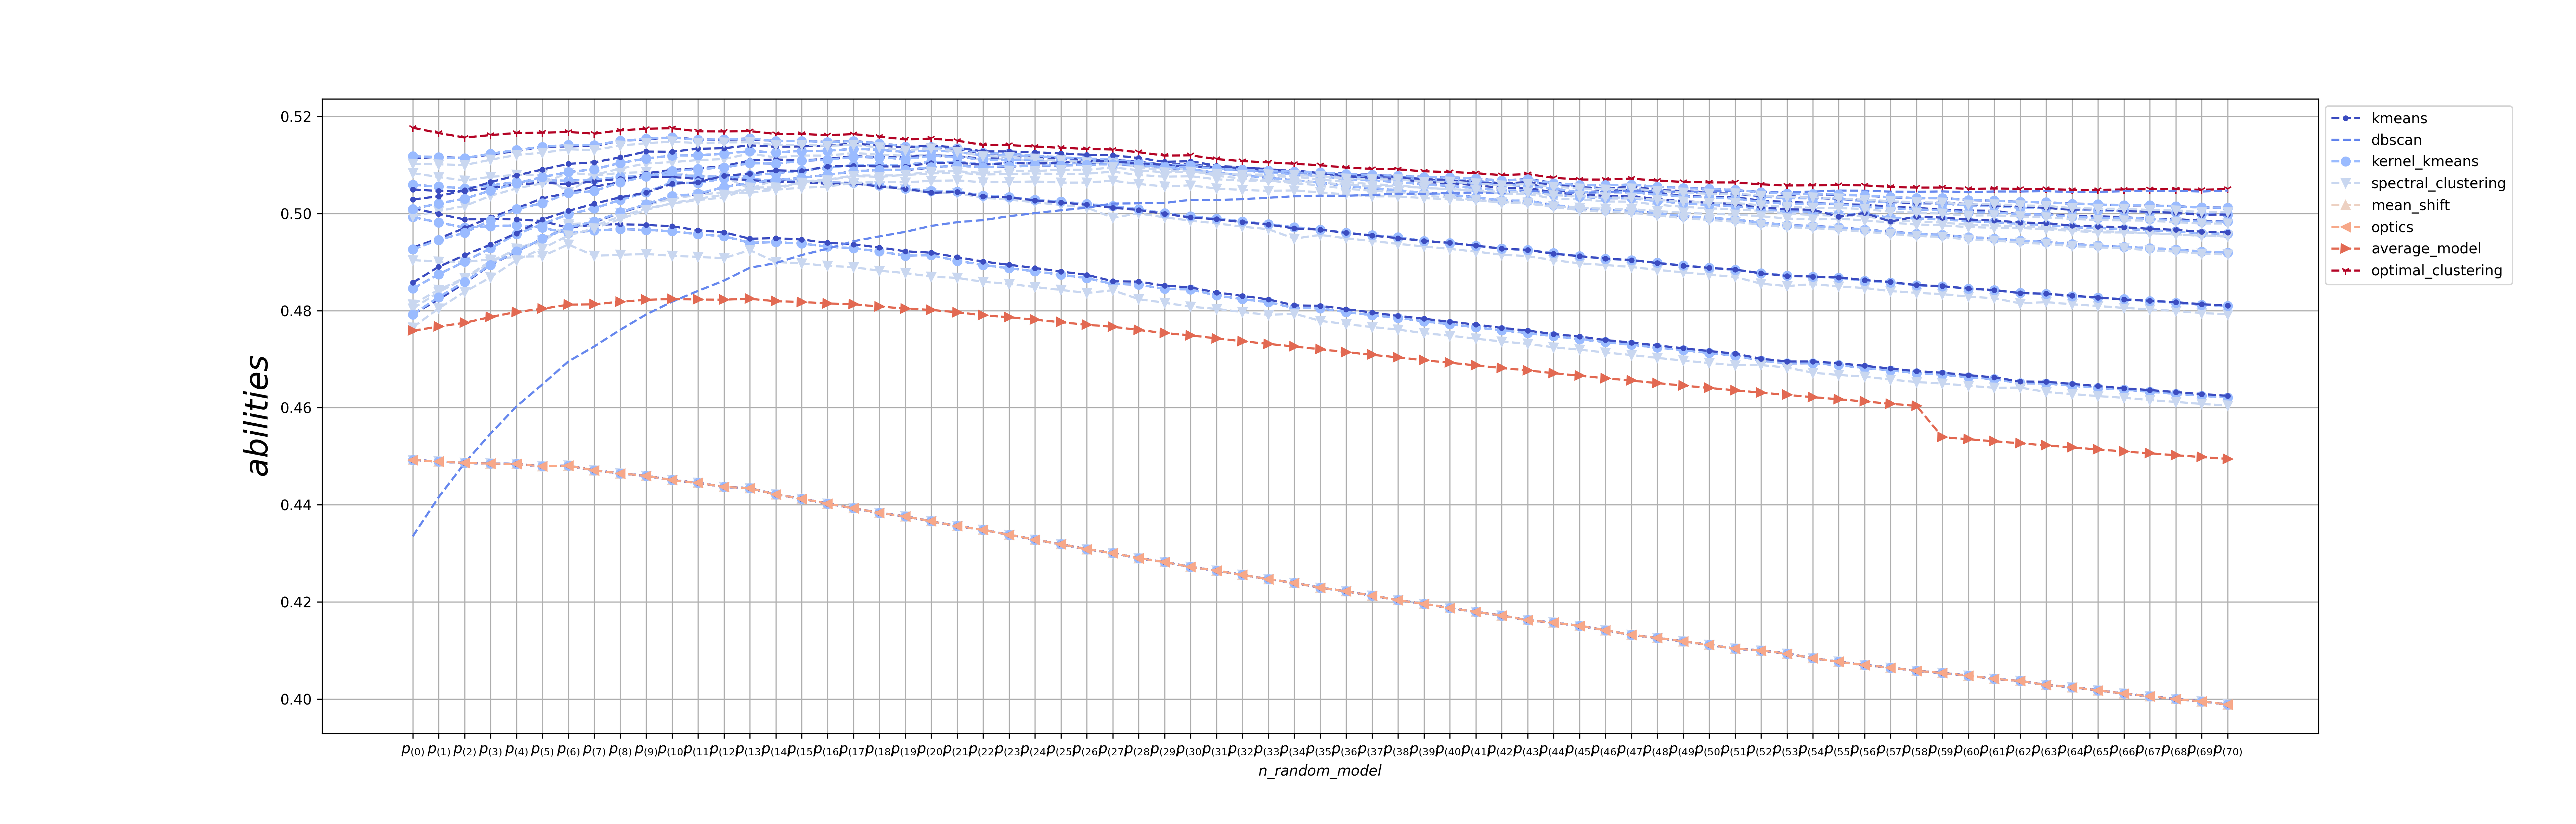 0.52
0.50
0.48
0.46
0.44
0.42
0.40
abilities
p(0) p(1) p(2) p(3) p(4) p(5) p(6) p(7) p(8) p(9) p(10) p(11) p(12) p(13) p(14) p(15) p(16) p(17) p(18) p(19) p(20) p(21) p(22) p(23) p(24) p(25) p(26) p(27) p(28) p(29) p(30) p(31) p(32) p(33) p(34) p(35) p(36) p(37) p(38) p(39) p(40) p(41) p(42) p(43) p(44) p(45) p(46) p(47) p(48) p(49) p(50) p(51) p(52) p(53) p(54) p(55) p(56) p(57) p(58) p(59) p(60) p(61) p(62) p(63) p(64) p(65) p(66) p(67) p(68) p(69) p(70)
n_random_model
kmeans
dbscan
kernel_kmeans
spectral_clustering
mean_shift
optics
average_model
optimal_clustering